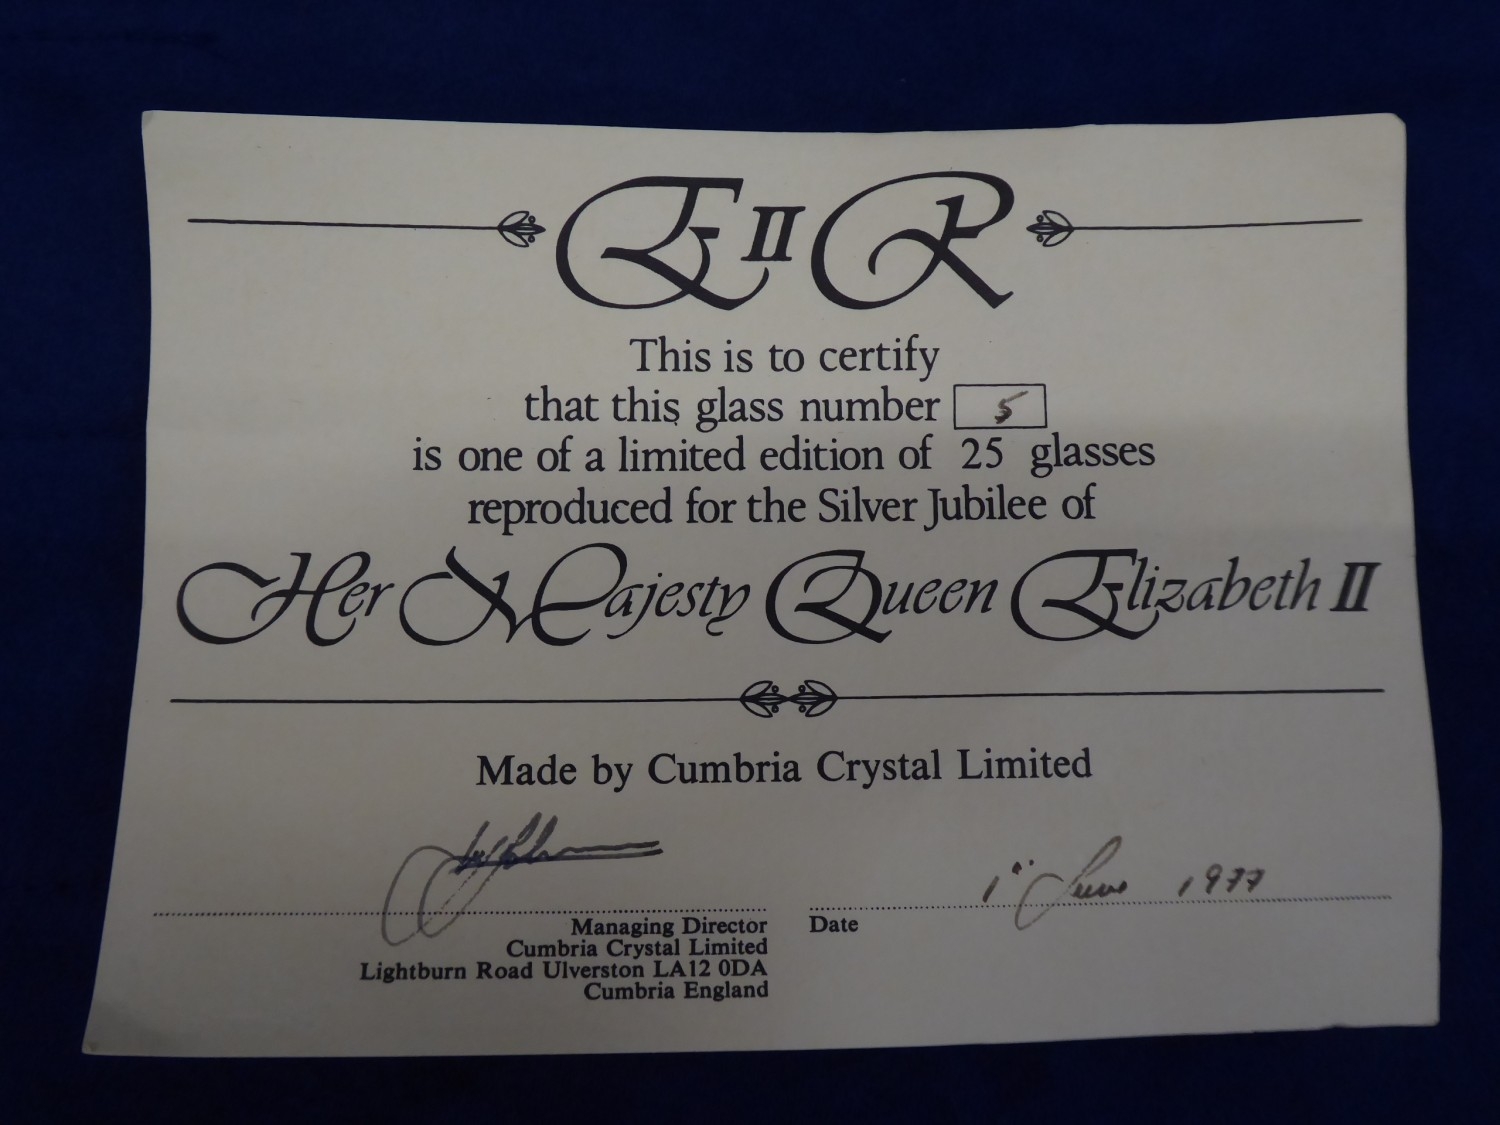 E II R
This is to certify
that this glass number 5
is one of a limited edition of 25 glasses
reproduced for the Silver Jubilee of
Her Majesty Queen Elizabeth II
Made by Cumbria Crystal Limited
1st June 1977
Managing Director
Date
Cumbria Crystal Limited
Lightburn Road Ulverston LA12 0DA
Cumbria England